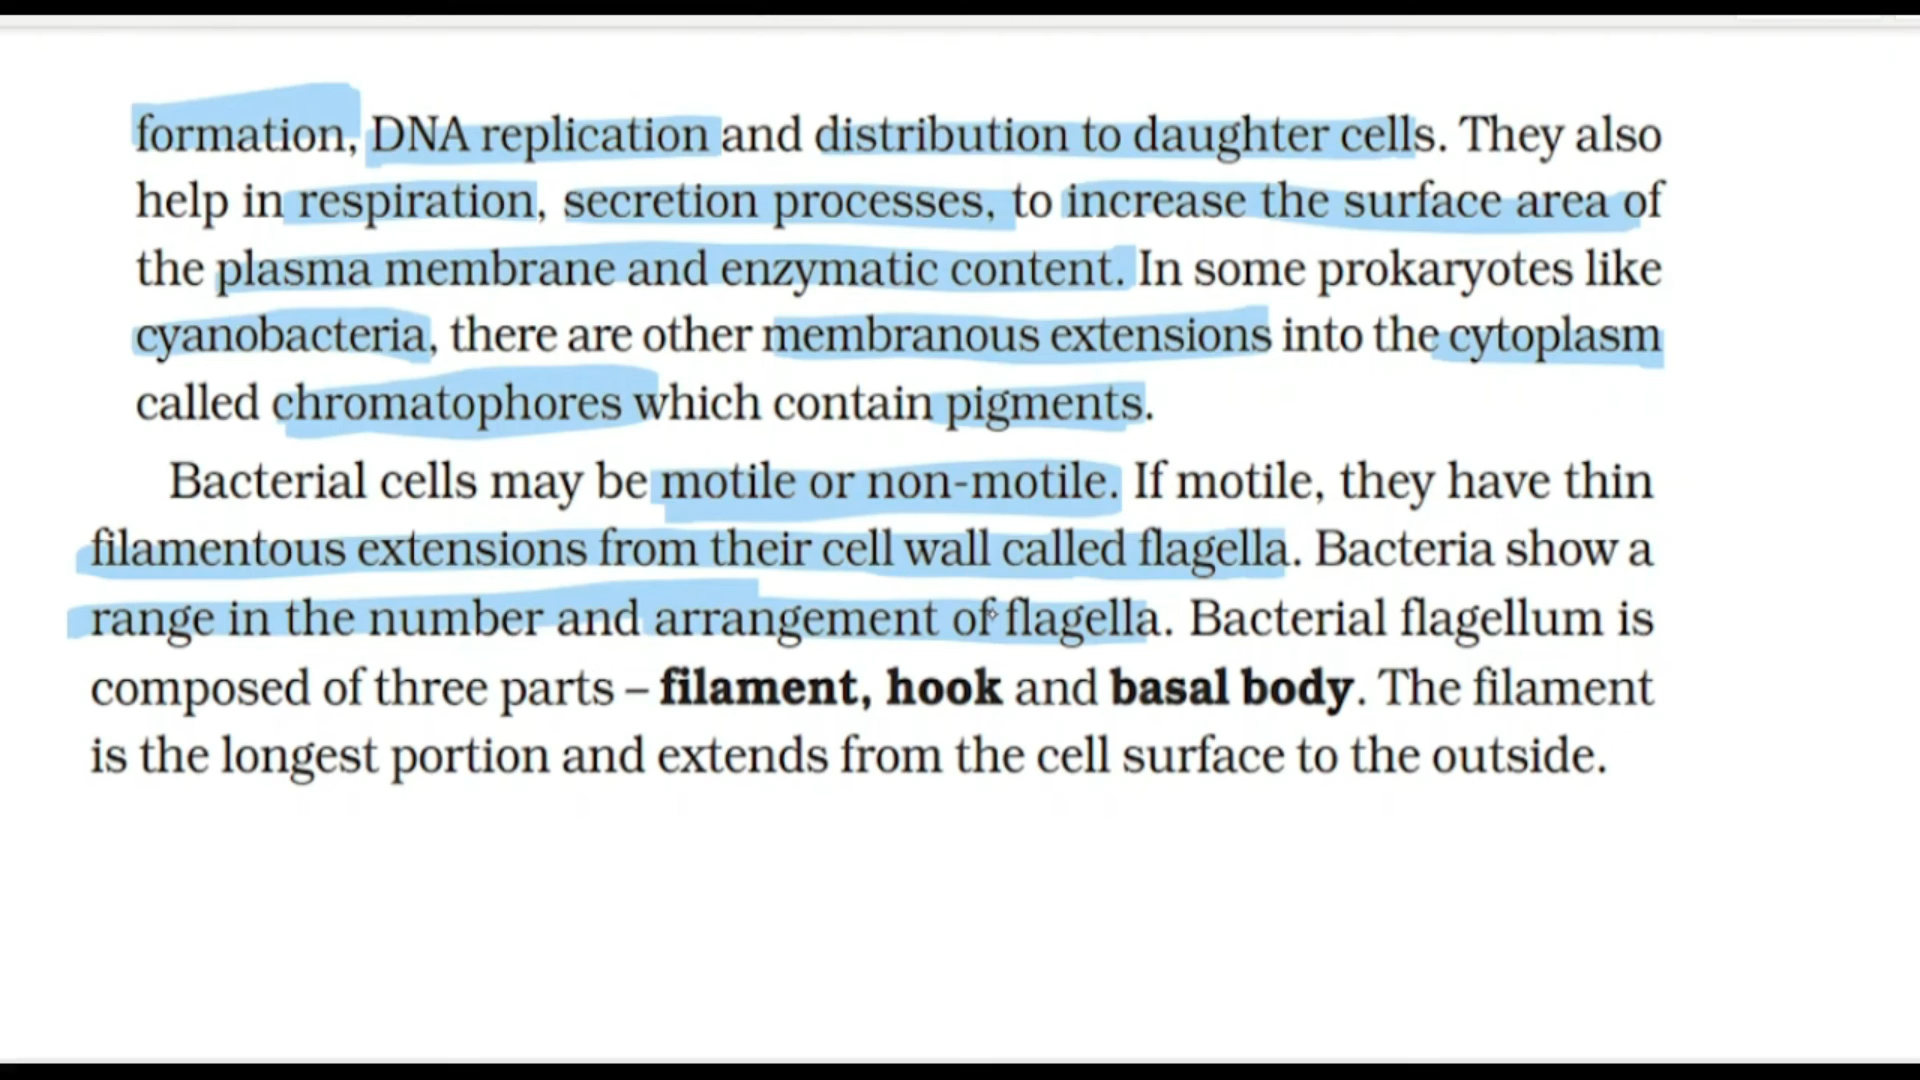 formation, DNA replication and distribution to daughter cells. They also
help in respiration, secretion processes, to increase the surface area of
the plasma membrane and enzymatic content. In some prokaryotes like
cyanobacteria, there are other membranous extensions into the cytoplasm
called chromatophores which contain pigments.
Bacterial cells may be motile or non-motile. If motile, they have thin
filamentous extensions from their cell wall called flagella. Bacteria show a
range in the number and arrangement of flagella. Bacterial flagellum is
composed of three parts – filament, hook and basal body. The filament
is the longest portion and extends from the cell surface to the outside.